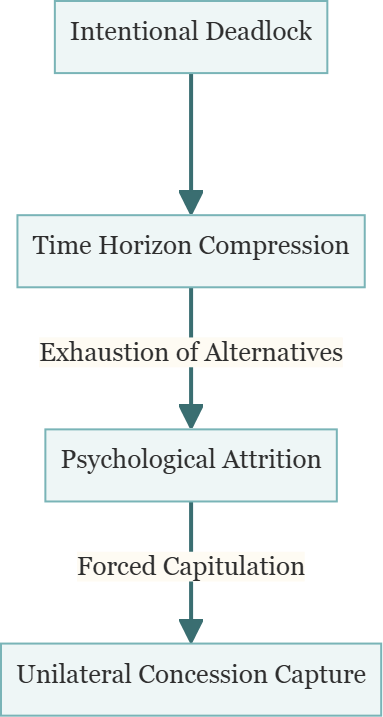 Intentional Deadlock
Time Horizon Compression
Exhaustion of Alternatives
Psychological Attrition
Forced Capitulation
Unilateral Concession Capture